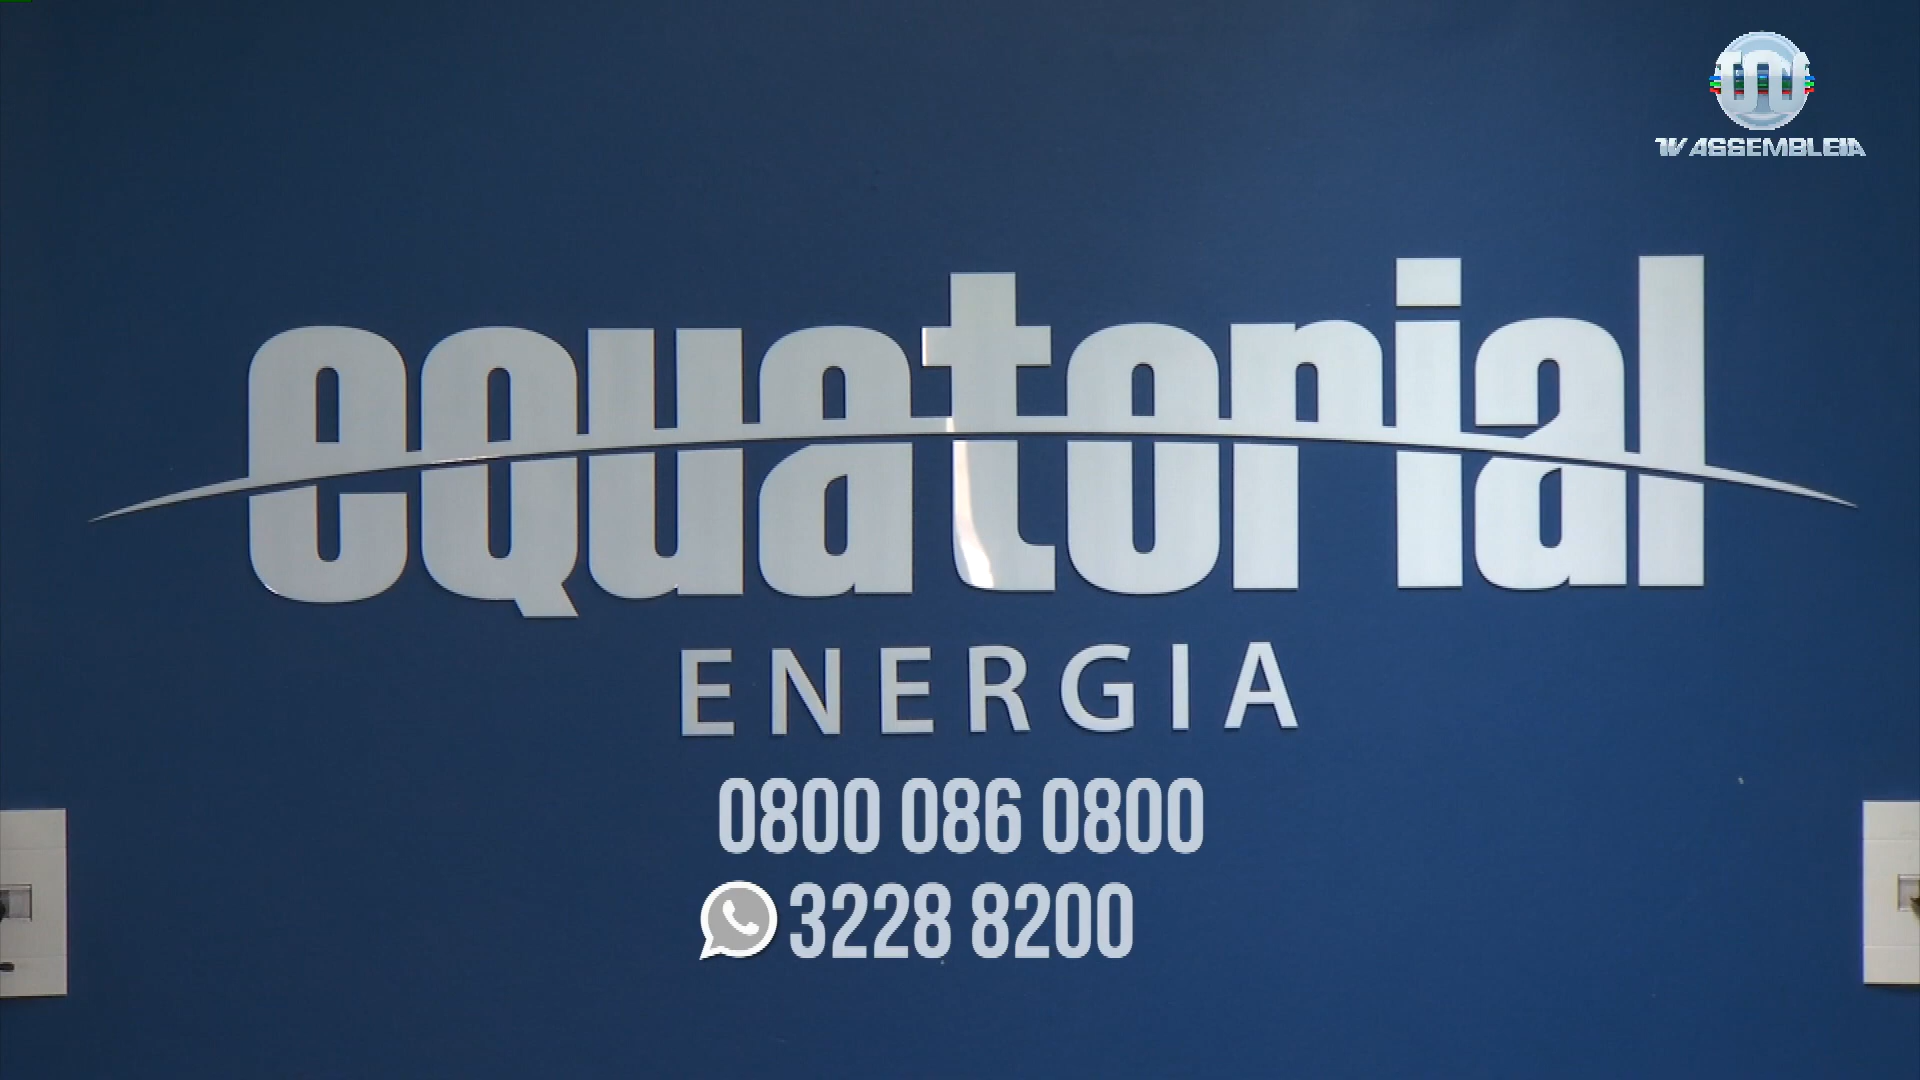 TV ASSEMBLEIA
equatorial
ENERGIA
0800 086 0800
3228 8200